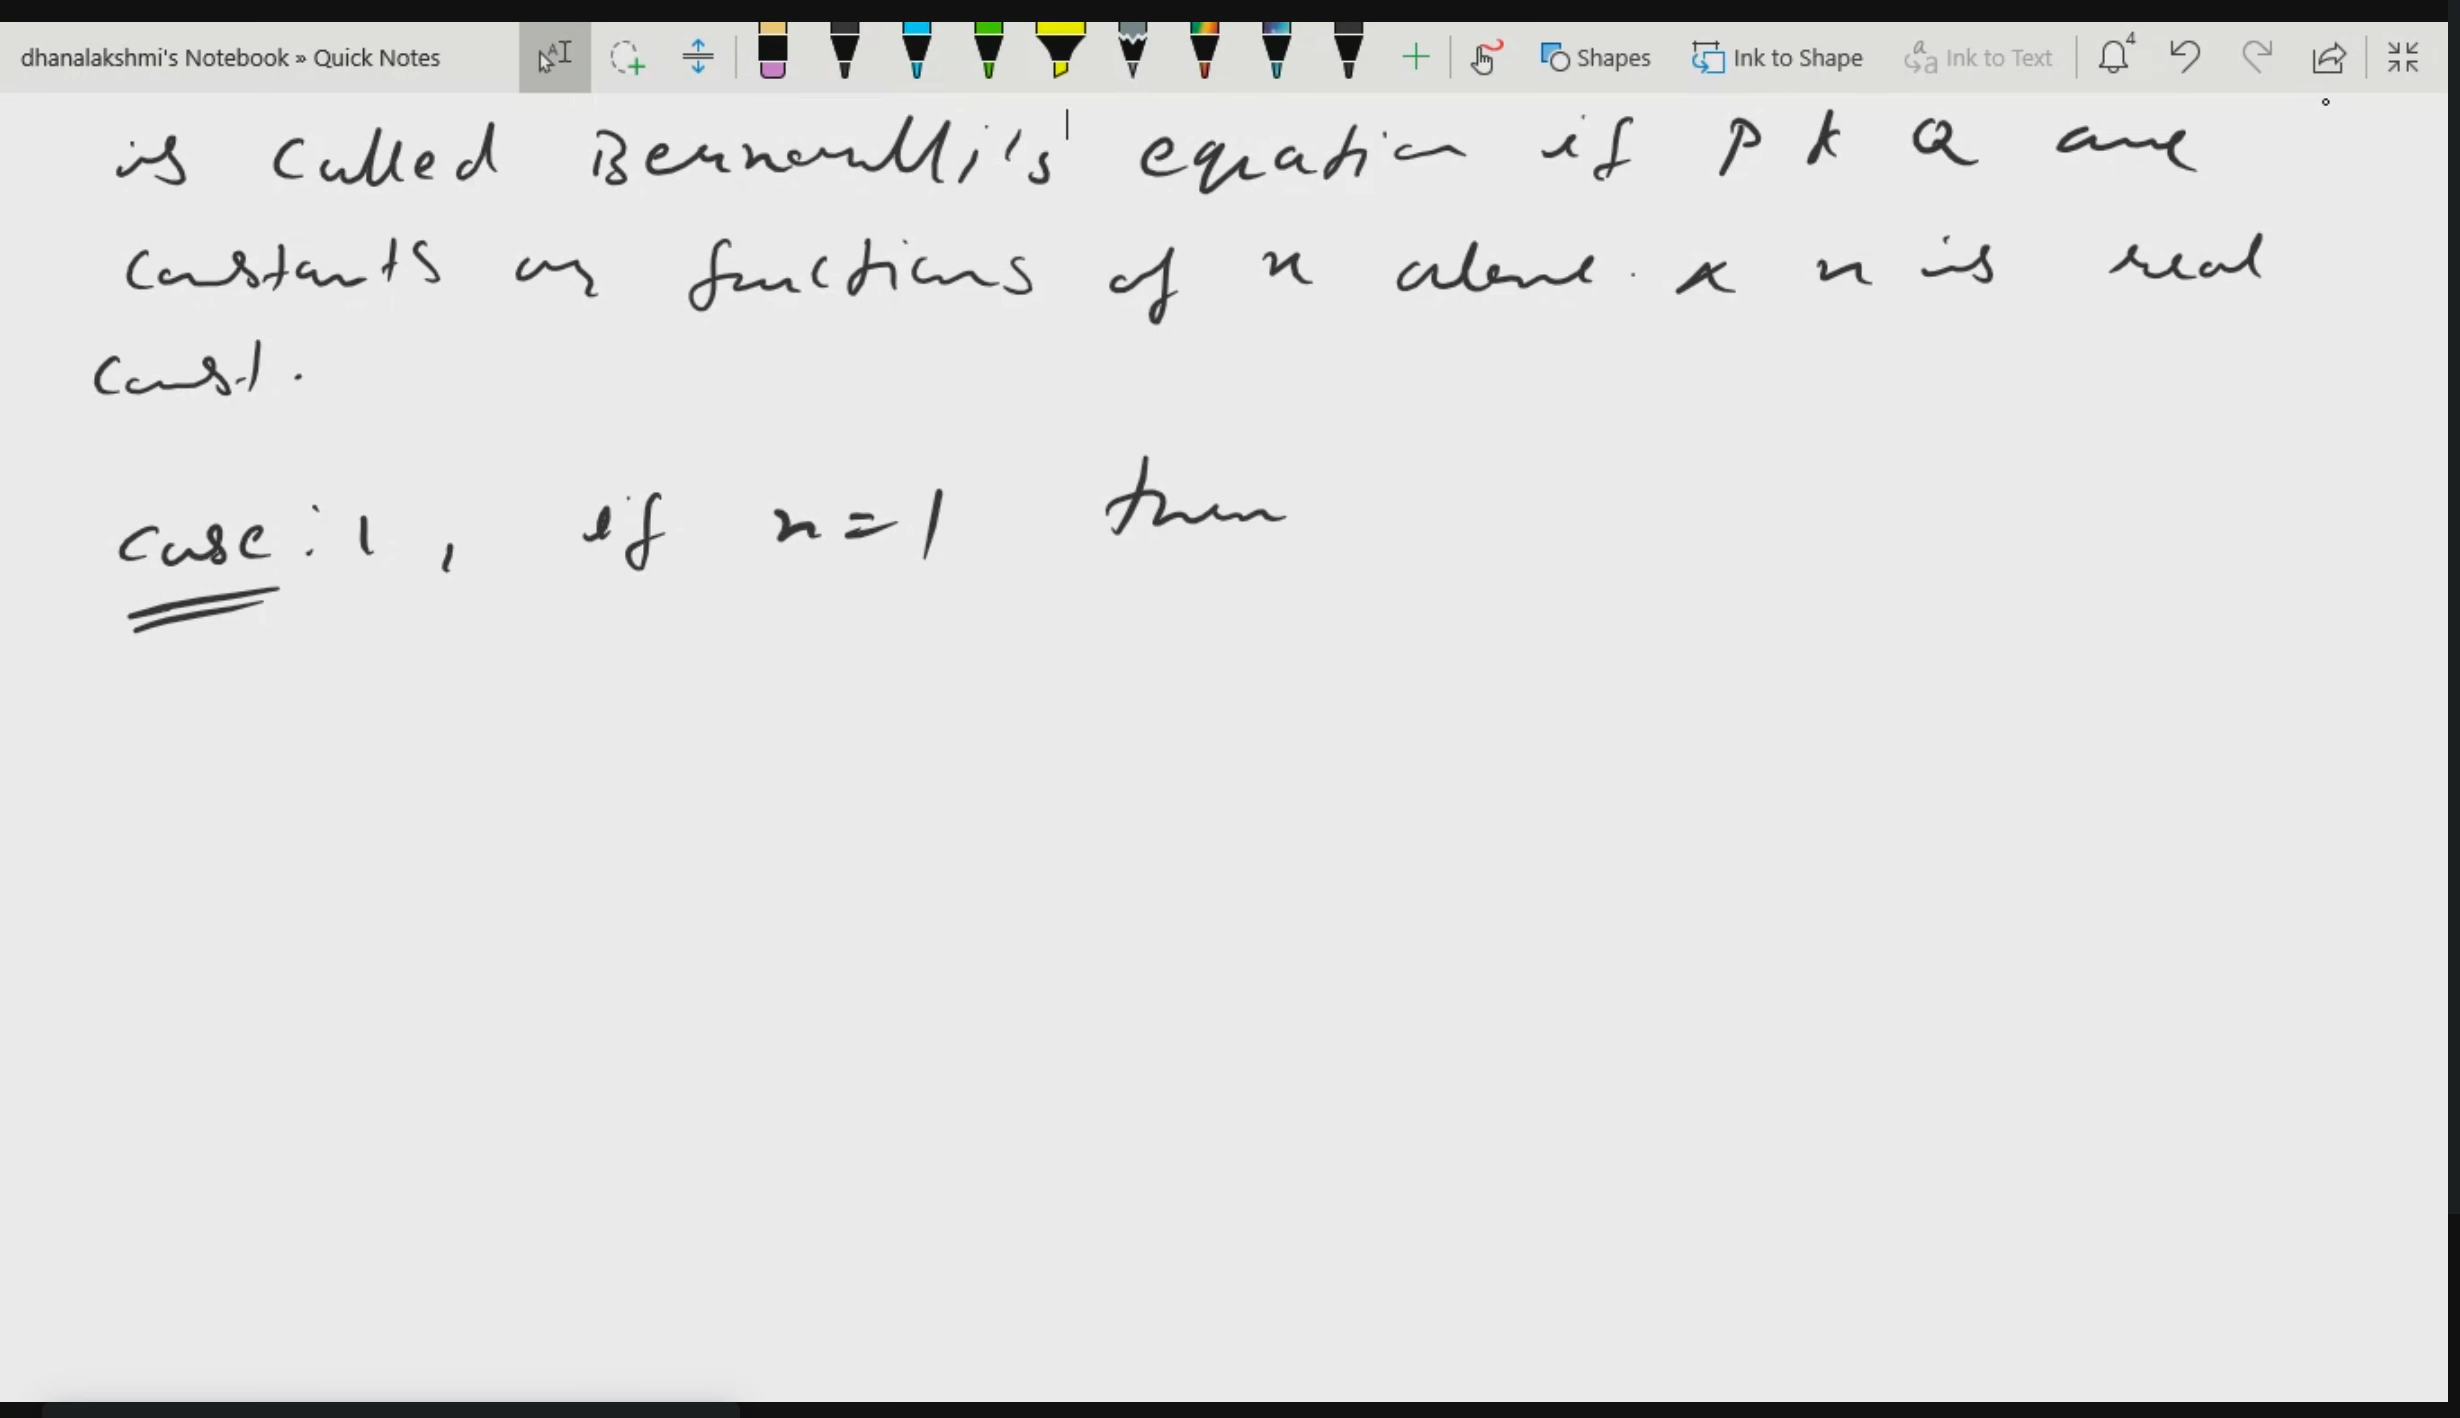 dhanalakshmi's Notebook » Quick Notes Shapes Ink to Shape Ink to Text 4
is called Bernoulli's equation if P & Q are
constants or functions of x alone. & n is real
const.
case : 1 , if n = 1 then